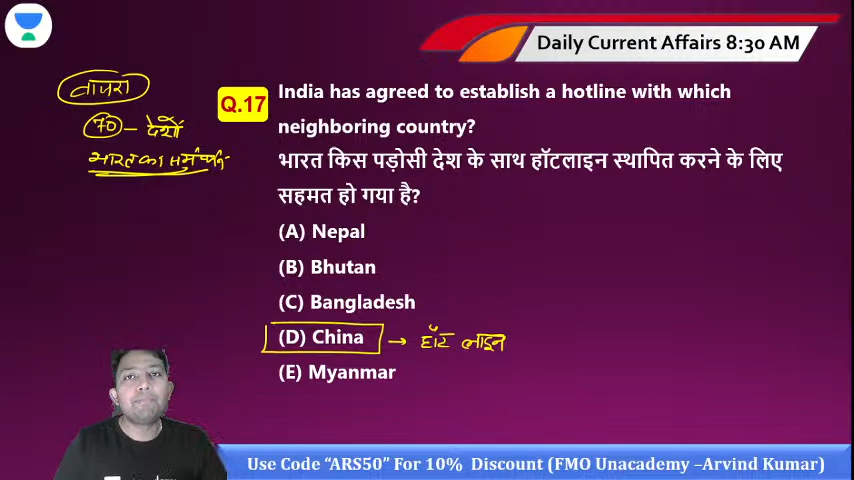 Daily Current Affairs 8:30 AM
वापरा
70 - देशों
भारत का समर्थन
Q.17
India has agreed to establish a hotline with which
neighboring country?
भारत किस पड़ोसी देश के साथ हॉटलाइन स्थापित करने के लिए
सहमत हो गया है?
(A) Nepal
(B) Bhutan
(C) Bangladesh
(D) China → हॉट लाइन
(E) Myanmar
Use Code “ARS50” For 10% Discount (FMO Unacademy –Arvind Kumar)